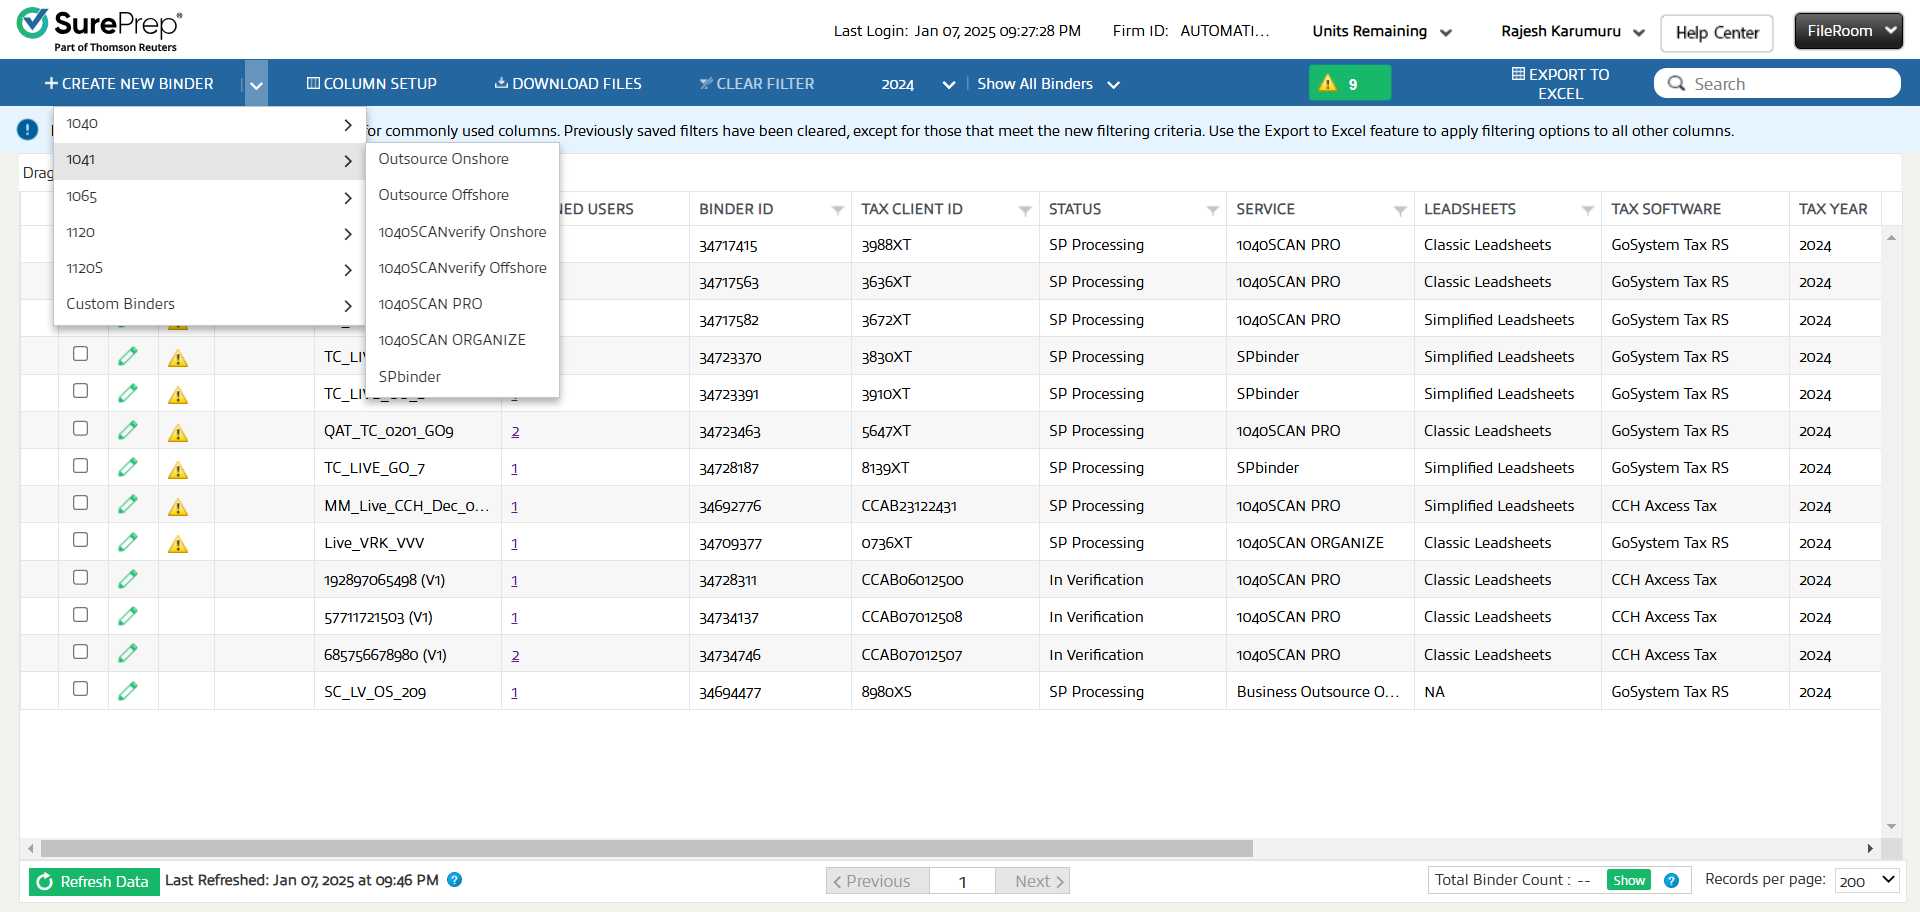 SurePrep®
Part of Thomson Reuters
Last Login: Jan 07, 2025 09:27:28 PM
Firm ID: AUTOMATI...
Units Remaining
Rajesh Karumuru
Help Center
FileRoom
CREATE NEW BINDER
COLUMN SETUP
DOWNLOAD FILES
CLEAR FILTER
2024
Show All Binders
9
EXPORT TO
EXCEL
Search
for commonly used columns. Previously saved filters have been cleared, except for those that meet the new filtering criteria. Use the Export to Excel feature to apply filtering options to all other columns.
1040
1041
1065
1120
1120S
Custom Binders
Outsource Onshore
Outsource Offshore
1040SCANverify Onshore
1040SCANverify Offshore
1040SCAN PRO
1040SCAN ORGANIZE
SPbinder
Drag
NED USERS BINDER ID TAX CLIENT ID STATUS SERVICE LEADSHEETS TAX SOFTWARE TAX YEAR
34717415 3988XT SP Processing 1040SCAN PRO Classic Leadsheets GoSystem Tax RS 2024
34717563 3636XT SP Processing 1040SCAN PRO Classic Leadsheets GoSystem Tax RS 2024
34717582 3672XT SP Processing 1040SCAN PRO Simplified Leadsheets GoSystem Tax RS 2024
TC_LIV 34723370 3830XT SP Processing SPbinder Simplified Leadsheets GoSystem Tax RS 2024
TC_LI 34723391 3910XT SP Processing SPbinder Simplified Leadsheets GoSystem Tax RS 2024
QAT_TC_0201_GO9 2 34723463 5647XT SP Processing 1040SCAN PRO Classic Leadsheets GoSystem Tax RS 2024
TC_LIVE_GO_7 1 34728187 8139XT SP Processing SPbinder Simplified Leadsheets GoSystem Tax RS 2024
MM_Live_CCH_Dec_0... 1 34692776 CCAB23122431 SP Processing 1040SCAN PRO Simplified Leadsheets CCH Axcess Tax 2024
Live_VRK_VVV 1 34709377 0736XT SP Processing 1040SCAN ORGANIZE Classic Leadsheets GoSystem Tax RS 2024
192897065498 (V1) 1 34728311 CCAB06012500 In Verification 1040SCAN PRO Classic Leadsheets CCH Axcess Tax 2024
57711721503 (V1) 1 34734137 CCAB07012508 In Verification 1040SCAN PRO Classic Leadsheets CCH Axcess Tax 2024
685756678980 (V1) 2 34734746 CCAB07012507 In Verification 1040SCAN PRO Classic Leadsheets CCH Axcess Tax 2024
SC_LV_OS_209 1 34694477 8980XS SP Processing Business Outsource O... NA GoSystem Tax RS 2024
Refresh Data
Last Refreshed: Jan 07, 2025 at 09:46 PM
Previous 1 Next
Total Binder Count : -- Show
Records per page: 200